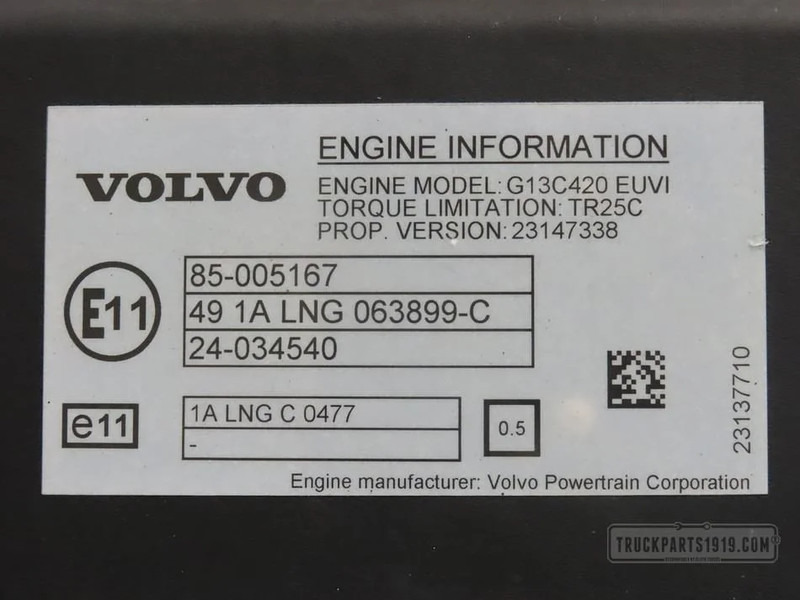 VOLVO
ENGINE INFORMATION
ENGINE MODEL: G13C420 EUVI
TORQUE LIMITATION: TR25C
PROP. VERSION: 23147338
E11
85-005167
49 1A LNG 063899-C
24-034540
e11
1A LNG C 0477
-
0.5
23137710
Engine manufacturer: Volvo Powertrain Corporation
TRUCKPARTS1919.COM